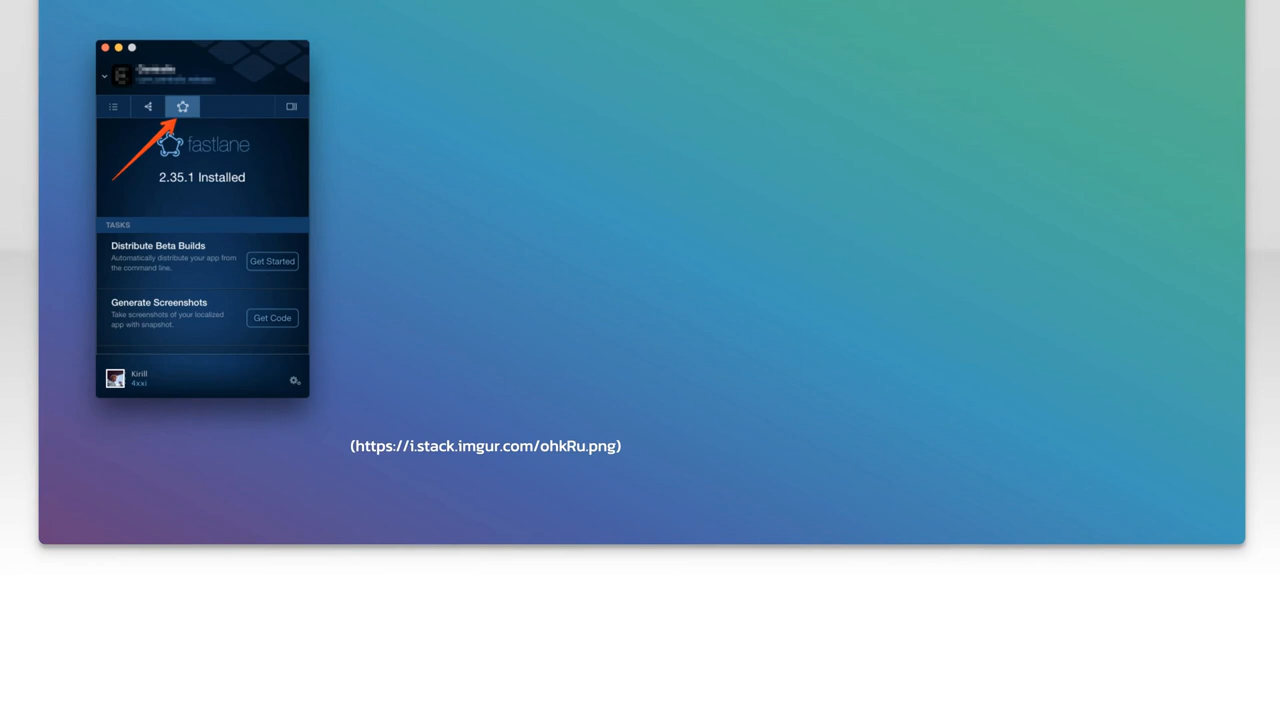 fastlane
2.35.1 Installed
TASKS
Distribute Beta Builds
Automatically distribute your app from
the command line.
Get Started
Generate Screenshots
Take screenshots of your localized
app with snapshot.
Get Code
Kirill
4xxi
(https://i.stack.imgur.com/ohkRu.png)